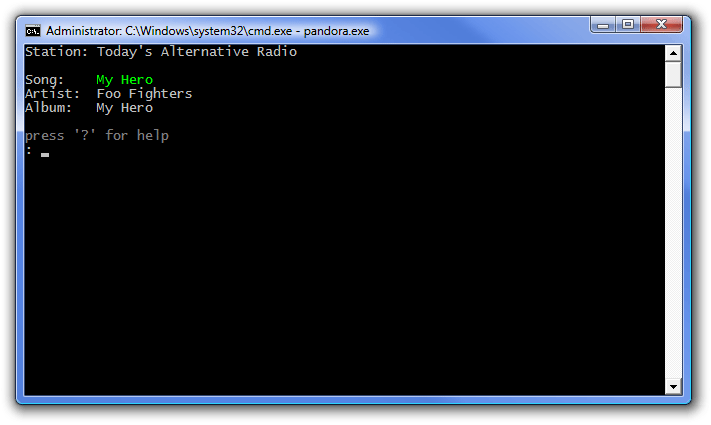 Administrator: C:\Windows\system32\cmd.exe - pandora.exe
Station: Today's Alternative Radio
Song: My Hero
Artist: Foo Fighters
Album: My Hero
press '?' for help
: